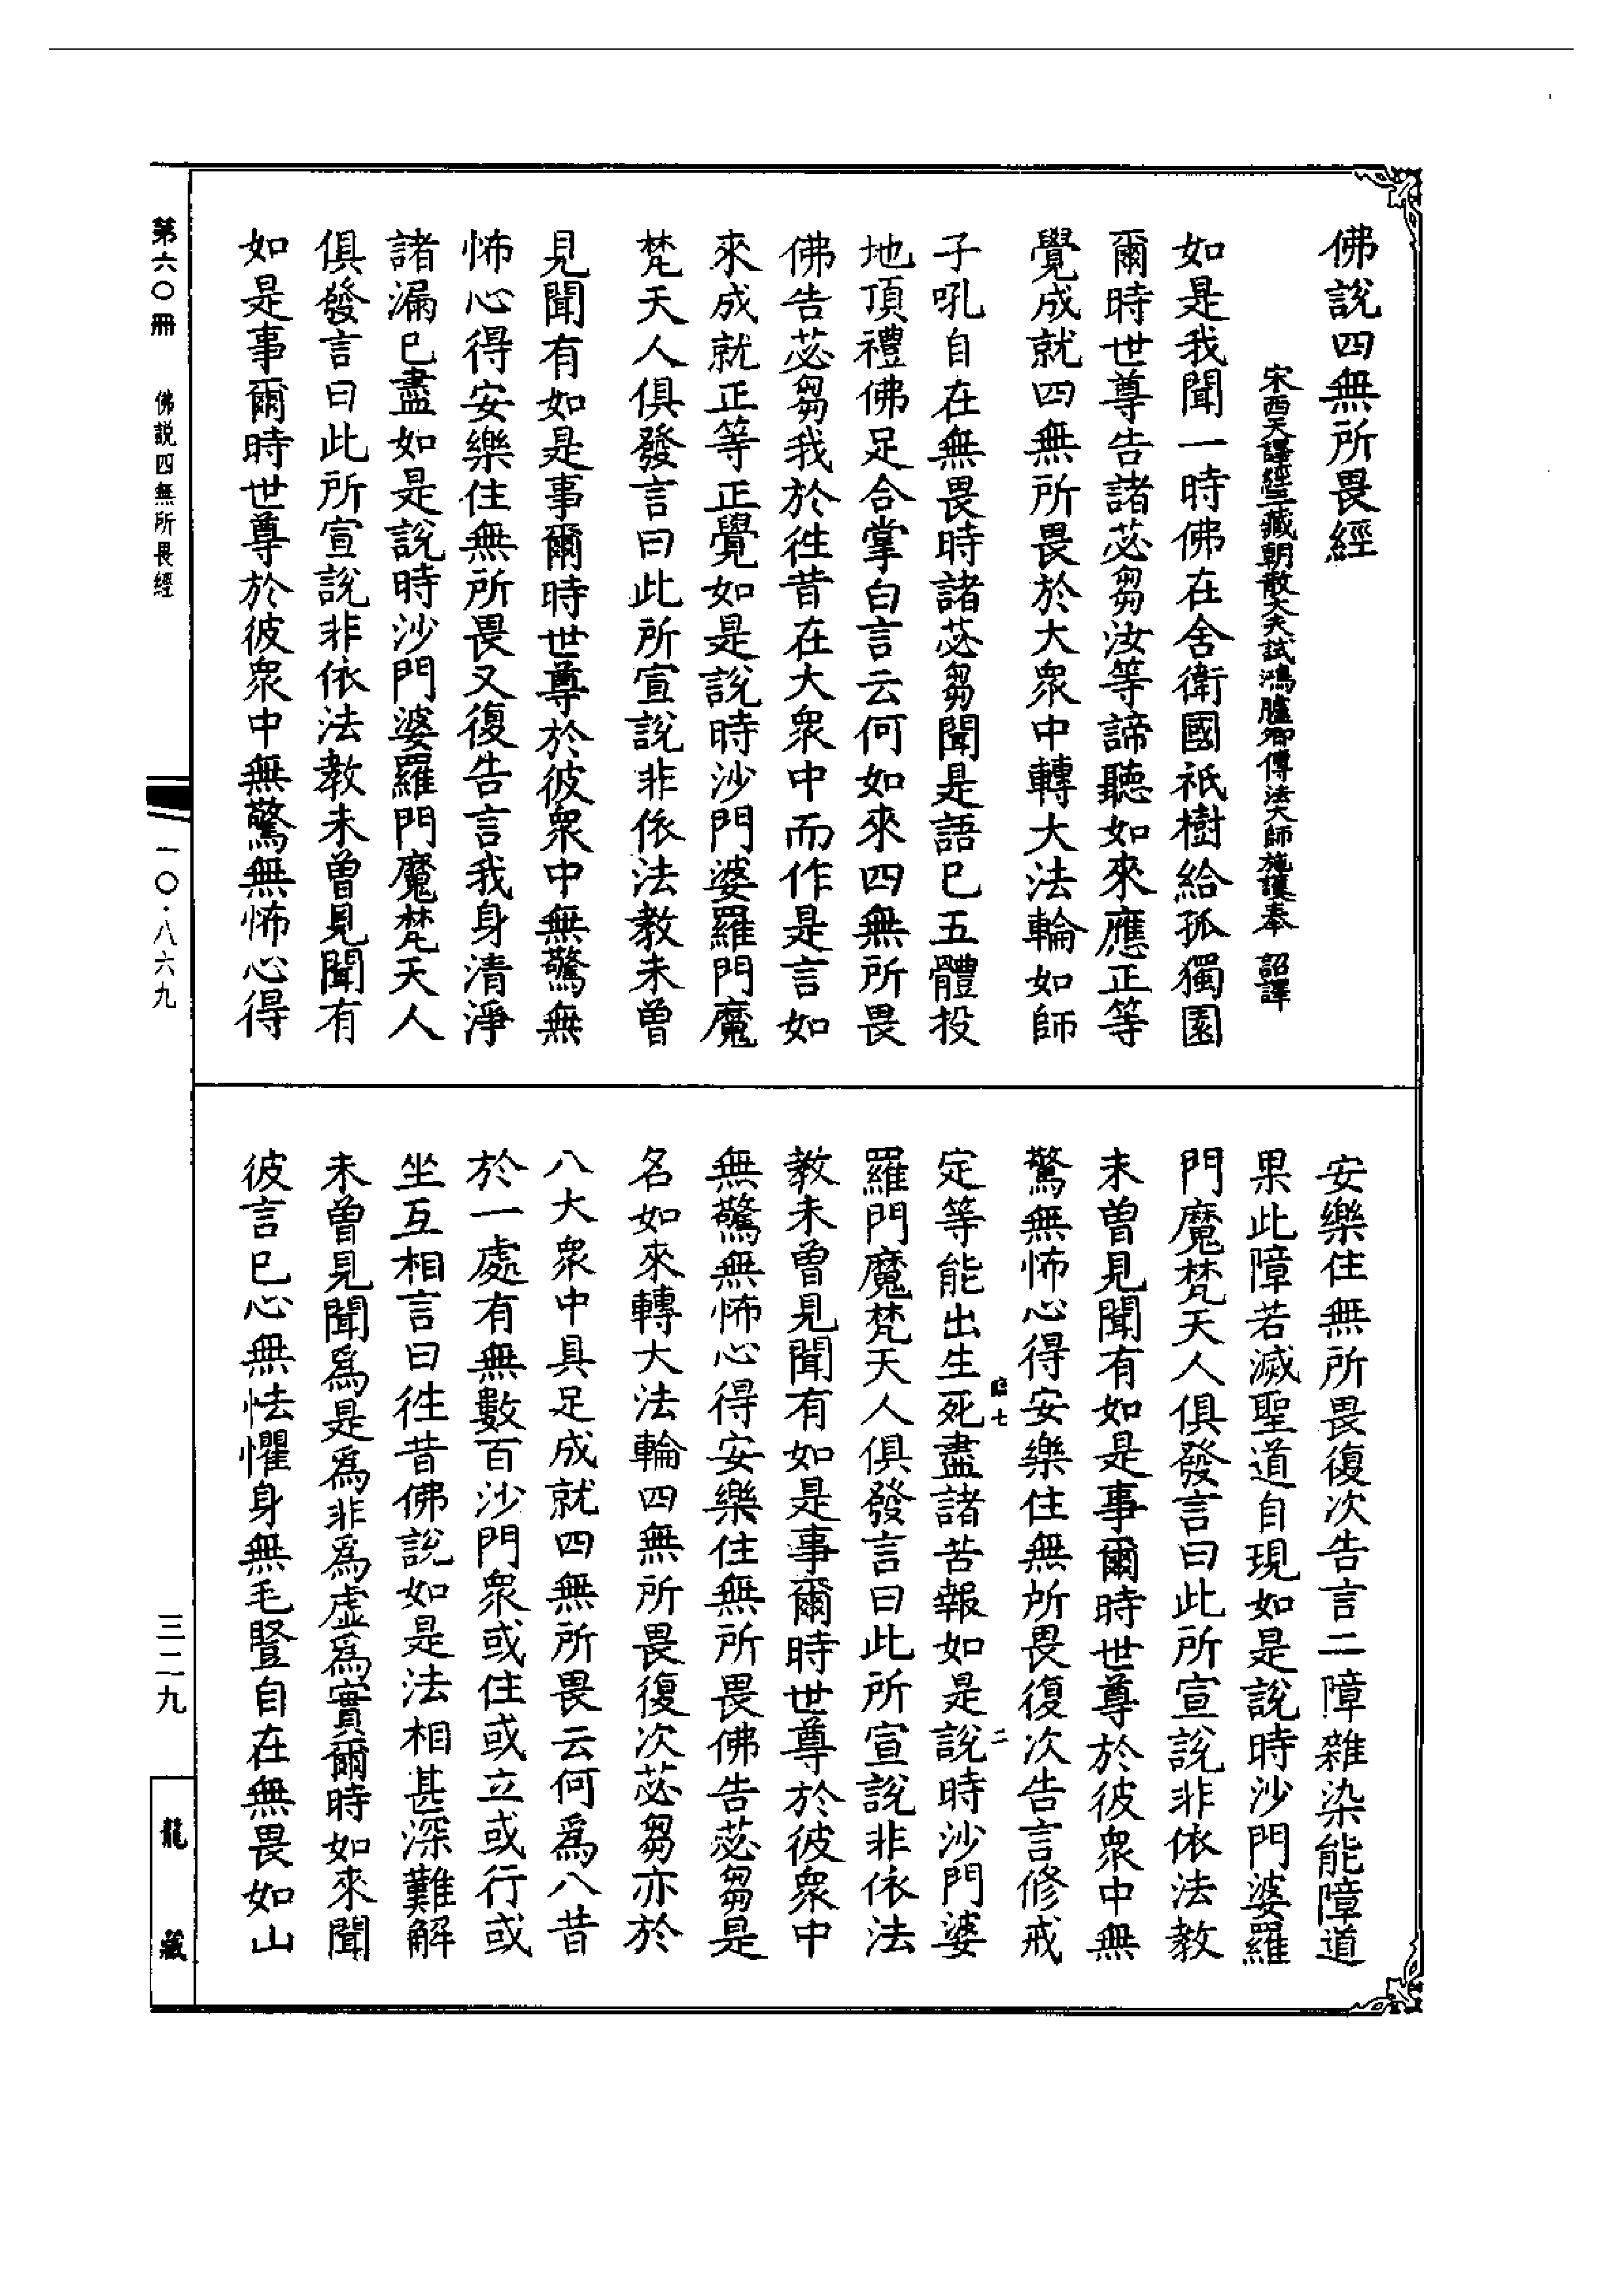 佛說四無所畏經
宋西天譯經三藏朝散大夫試鴻臚卿傳法大師施護奉 詔譯
如是我聞一時佛在舍衛國祇樹給孤獨園
爾時世尊告諸苾芻汝等諦聽如來應正等
覺成就四無所畏於大眾中轉大法輪如師
子吼自在無畏時諸苾芻聞是語已五體投
地頂禮佛足合掌白言云何如來四無所畏
佛告苾芻我於往昔在大眾中而作是言如
來成就正等正覺如是說時沙門婆羅門魔
梵天人俱發言曰此所宣說非依法教未曾
見聞有如是事爾時世尊於彼眾中無驚無
怖心得安樂住無所畏又復告言我身清淨
諸漏已盡如是說時沙門婆羅門魔梵天人
俱發言曰此所宣說非依法教未曾見聞有
如是事爾時世尊於彼眾中無驚無怖心得
安樂住無所畏復次告言二障雜染能障道
果此障若滅聖道自現如是說時沙門婆羅
門魔梵天人俱發言曰此所宣說非依法教
未曾見聞有如是事爾時世尊於彼眾中無
驚無怖心得安樂住無所畏復次告言修戒
七 二
定等能出生死盡諸苦報如是說時沙門婆
羅門魔梵天人俱發言曰此所宣說非依法
教未曾見聞有如是事爾時世尊於彼眾中
無驚無怖心得安樂住無所畏佛告苾芻是
名如來轉大法輪四無所畏復次苾芻亦於
八大眾中具足成就四無所畏云何為八昔
於一處有無數百沙門眾或住或立或行或
坐互相言曰往昔佛說如是法相甚深難解
未曾見聞爲是爲非爲虛爲實爾時如來聞
彼言已心無怯懼身無毛豎自在無畏如山
第六〇冊 佛說四無所畏經
一〇·八六九
三二九
龍藏